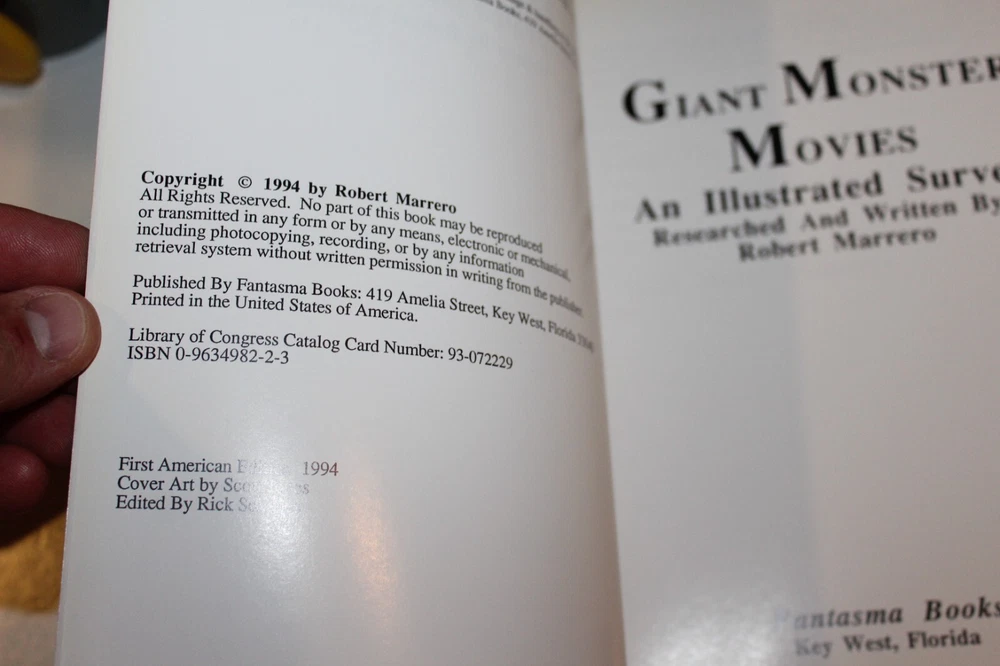 Copyright © 1994 by Robert Marrero
All Rights Reserved. No part of this book may be reproduced
or transmitted in any form or by any means, electronic or mechanical,
including photocopying, recording, or by any information
retrieval system without written permission in writing from the publisher.
Published By Fantasma Books: 419 Amelia Street, Key West, Florida
Printed in the United States of America.
Library of Congress Catalog Card Number: 93-072229
ISBN 0-9634982-2-3
First American 1994
Cover Art by
Edited By Rick
GIANT MONSTER
MOVIES
An Illustrated Surve
Researched And Written By
Robert Marrero
Fantasma Books
Key West, Florida